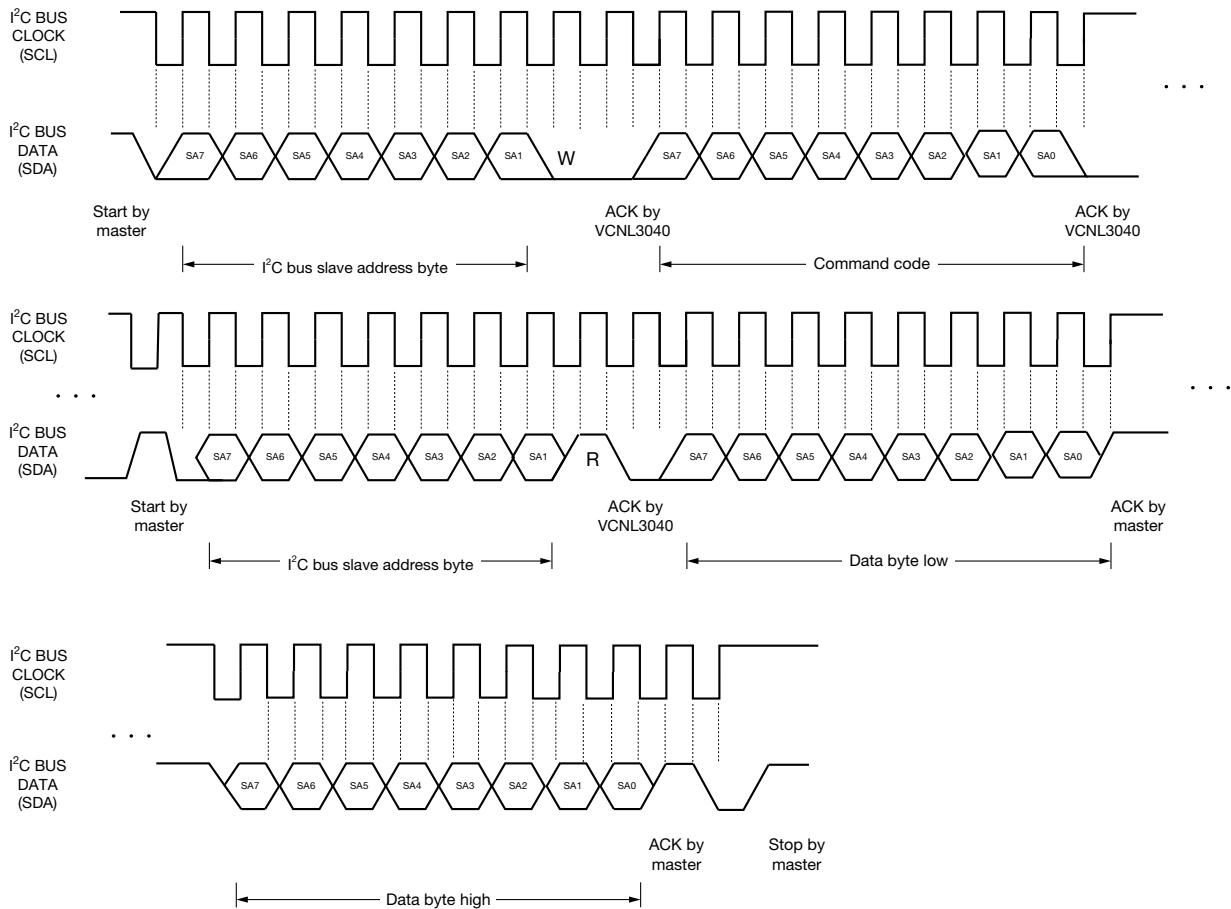 I²C BUS
CLOCK
(SCL)
. . .
I²C BUS
DATA
(SDA)
SA7 SA6 SA5 SA4 SA3 SA2 SA1 W SA7 SA6 SA5 SA4 SA3 SA2 SA1 SA0
Start by
master
ACK by
VCNL3040
ACK by
VCNL3040
I²C bus slave address byte
Command code
I²C BUS
CLOCK
(SCL)
. . .
. . .
I²C BUS
DATA
(SDA)
SA7 SA6 SA5 SA4 SA3 SA2 SA1 R SA7 SA6 SA5 SA4 SA3 SA2 SA1 SA0
Start by
master
ACK by
VCNL3040
ACK by
master
I²C bus slave address byte
Data byte low
I²C BUS
CLOCK
(SCL)
. . .
I²C BUS
DATA
(SDA)
SA7 SA6 SA5 SA4 SA3 SA2 SA1 SA0
ACK by
master
Stop by
master
Data byte high